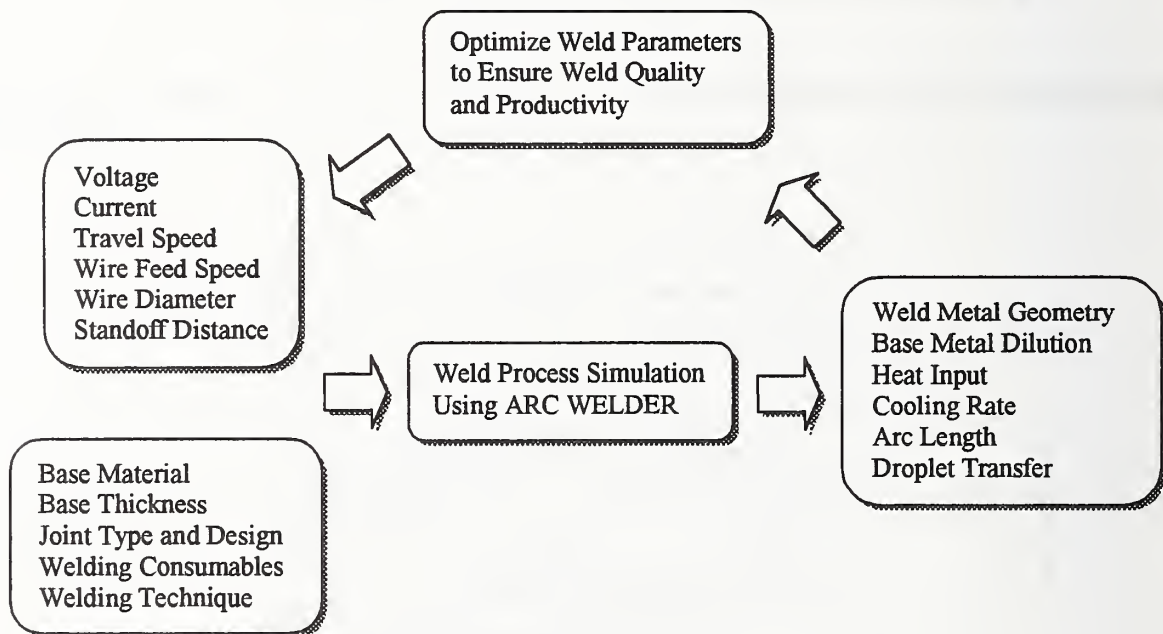 Optimize Weld Parameters
to Ensure Weld Quality
and Productivity
Voltage
Current
Travel Speed
Wire Feed Speed
Wire Diameter
Standoff Distance
Base Material
Base Thickness
Joint Type and Design
Welding Consumables
Welding Technique
Weld Process Simulation
Using ARC WELDER
Weld Metal Geometry
Base Metal Dilution
Heat Input
Cooling Rate
Arc Length
Droplet Transfer